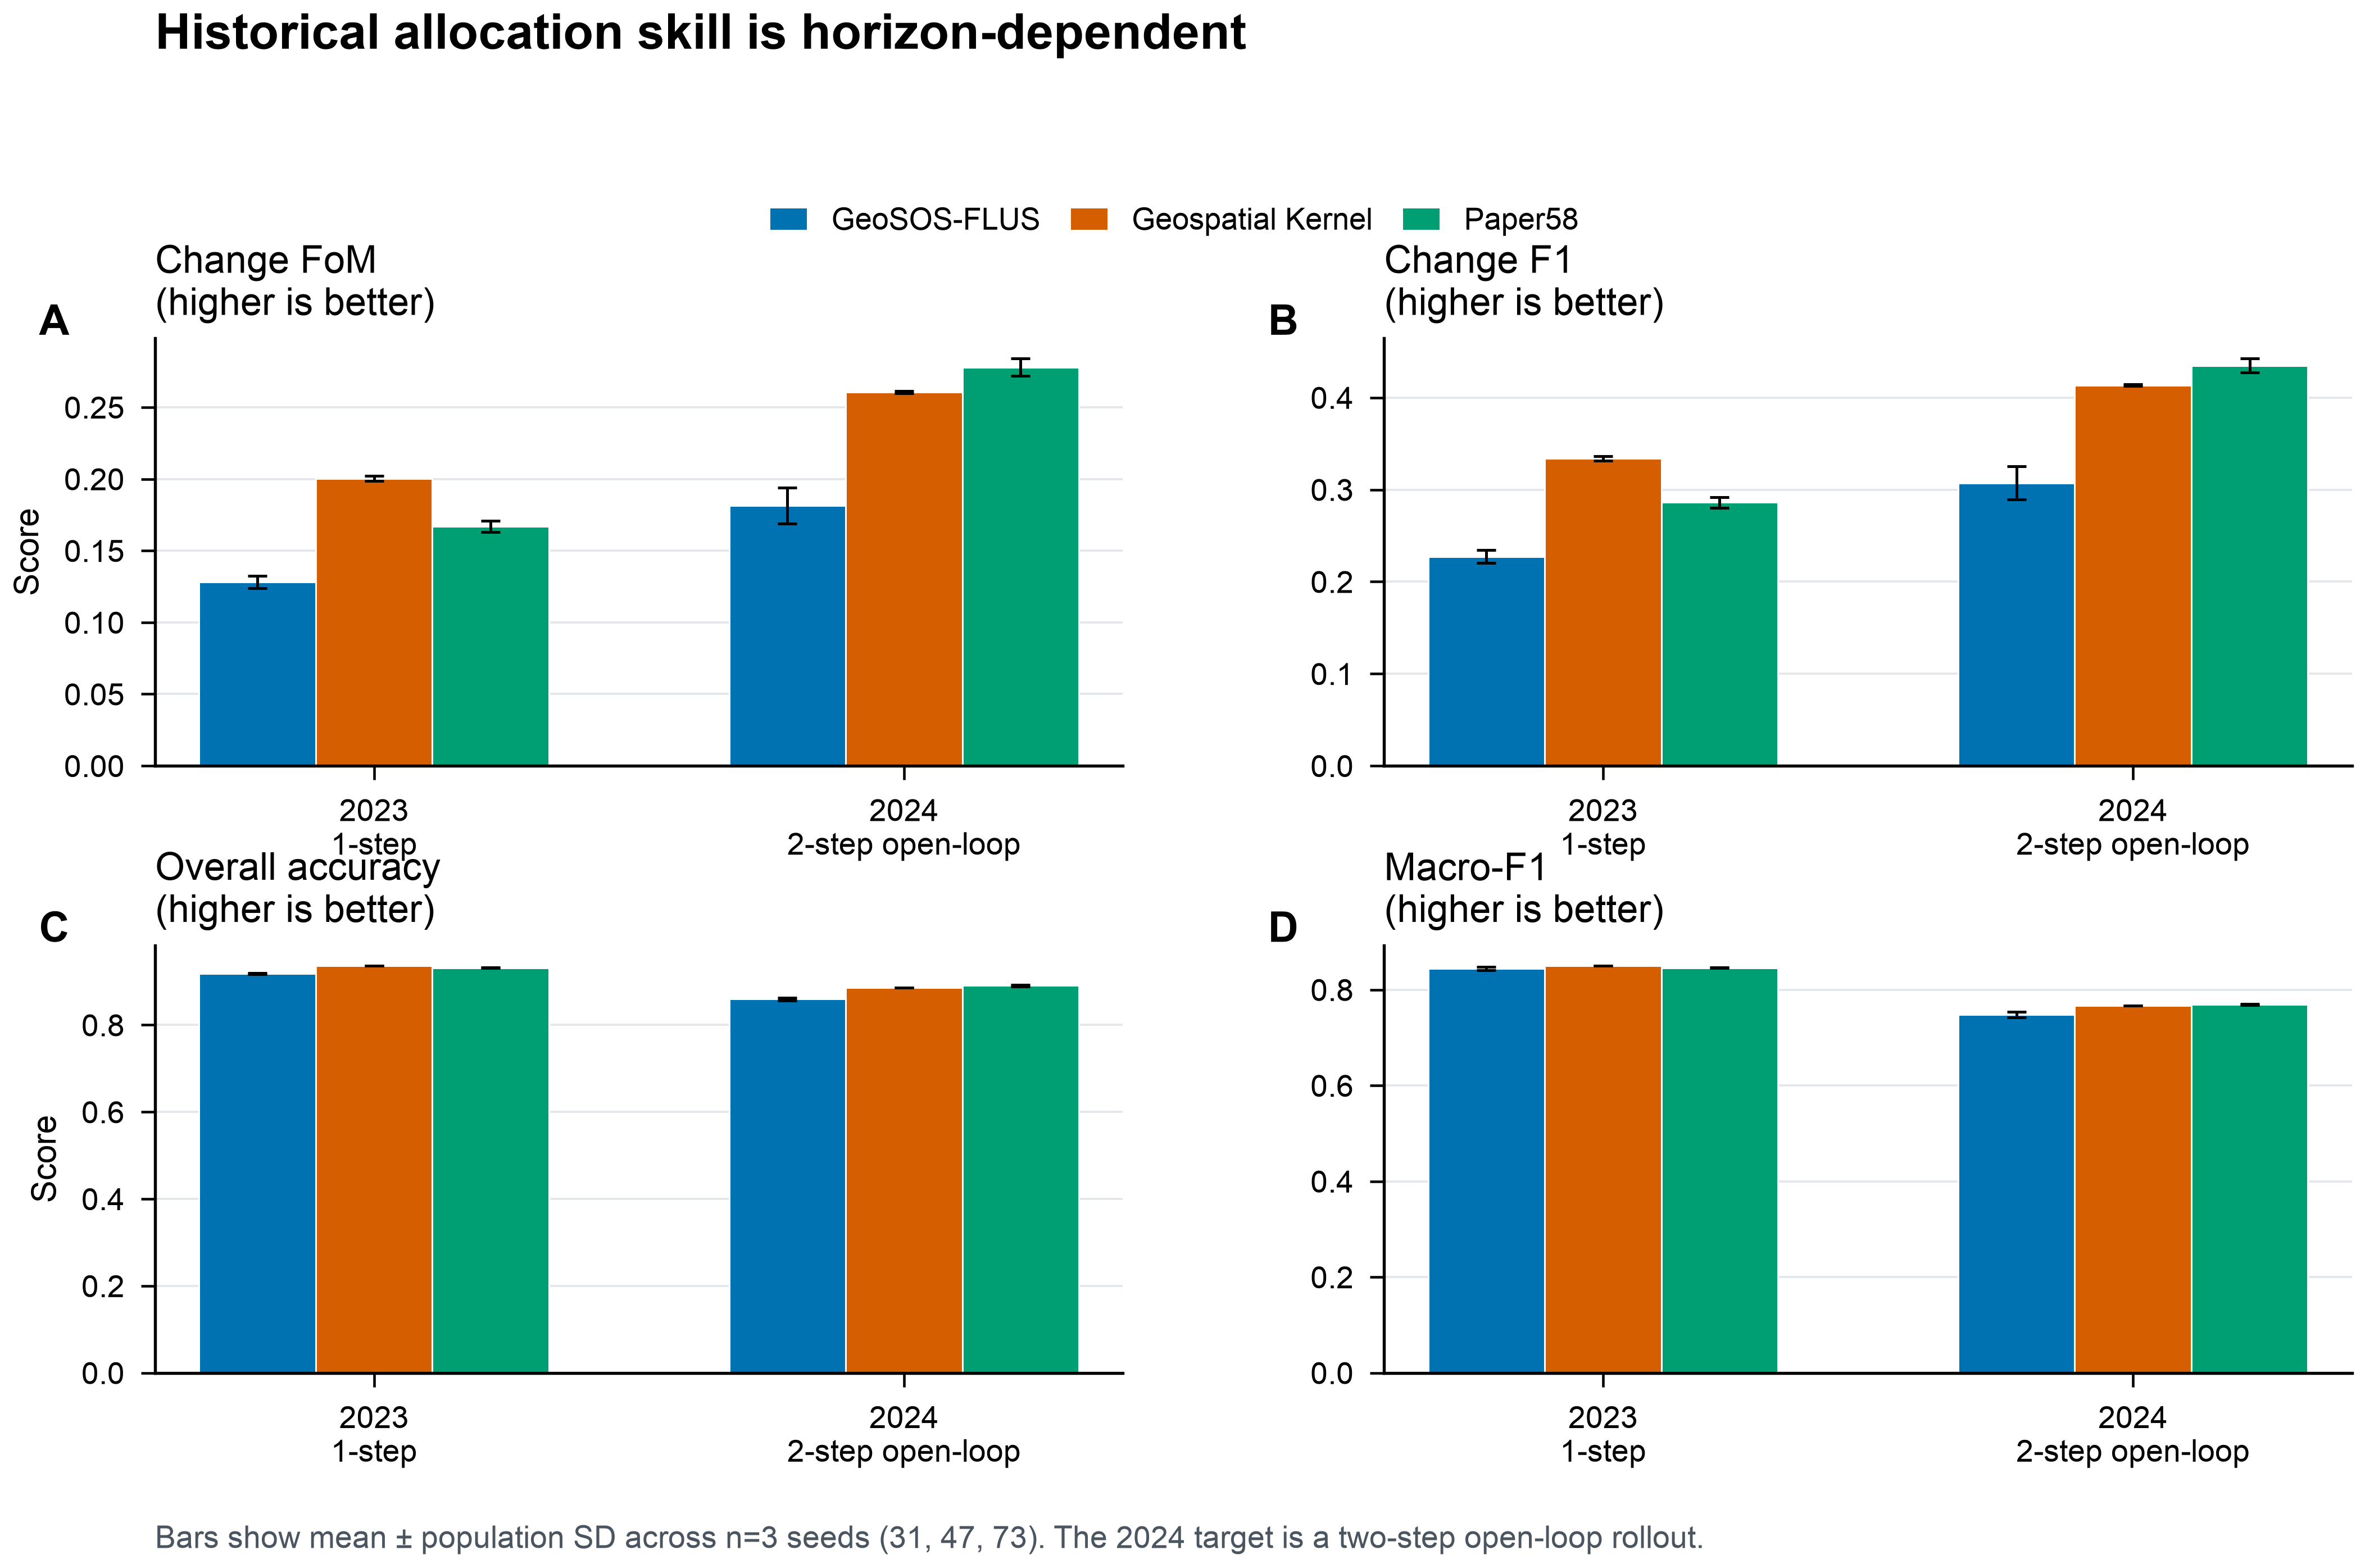 Historical allocation skill is horizon-dependent
GeoSOS-FLUS
Geospatial Kernel
Paper58
A
Change FoM
(higher is better)
Score
0.25
0.20
0.15
0.10
0.05
0.00
2023
1-step
2024
2-step open-loop
B
Change F1
(higher is better)
0.4
0.3
0.2
0.1
0.0
2023
1-step
2024
2-step open-loop
C
Overall accuracy
(higher is better)
Score
0.8
0.6
0.4
0.2
0.0
2023
1-step
2024
2-step open-loop
D
Macro-F1
(higher is better)
0.8
0.6
0.4
0.2
0.0
2023
1-step
2024
2-step open-loop
Bars show mean ± population SD across n=3 seeds (31, 47, 73). The 2024 target is a two-step open-loop rollout.